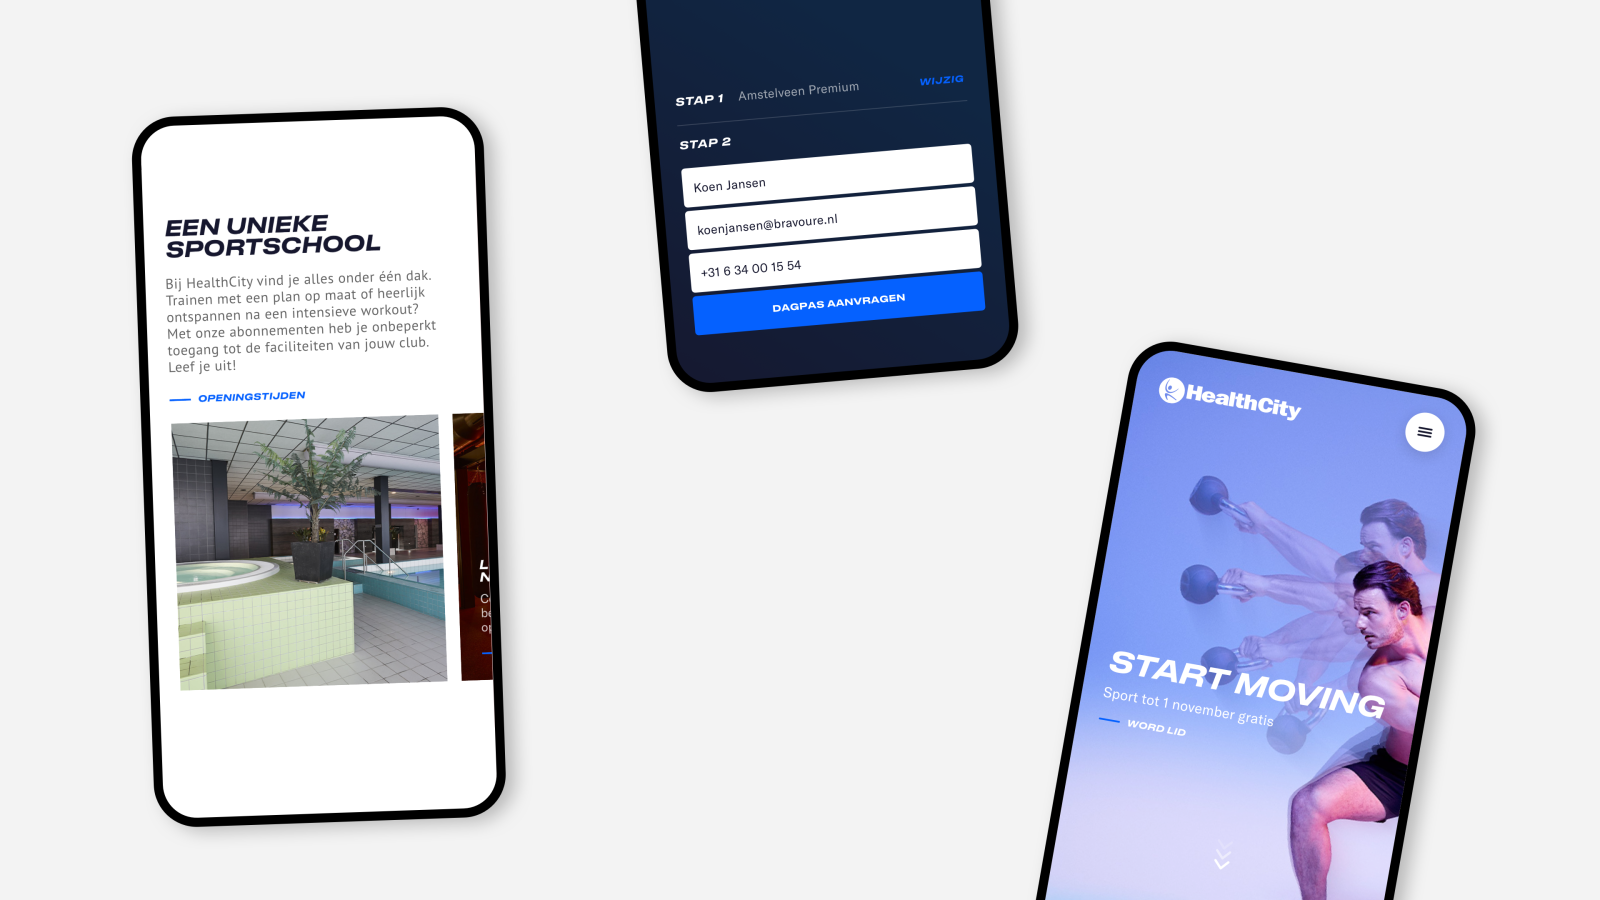 EEN UNIEKE
SPORTSCHOOL
Bij HealthCity vind je alles onder één dak.
Trainen met een plan op maat of heerlijk
ontspannen na een intensieve workout?
Met onze abonnementen heb je onbeperkt
toegang tot de faciliteiten van jouw club.
Leef je uit!
OPENINGSTIJDEN
STAP 1 Amstelveen Premium WIJZIG
STAP 2
Koen Jansen
koenjansen@bravoure.nl
+31 6 34 00 15 54
DAGPAS AANVRAGEN
HealthCity
START MOVING
Sport tot 1 november gratis
WORD LID